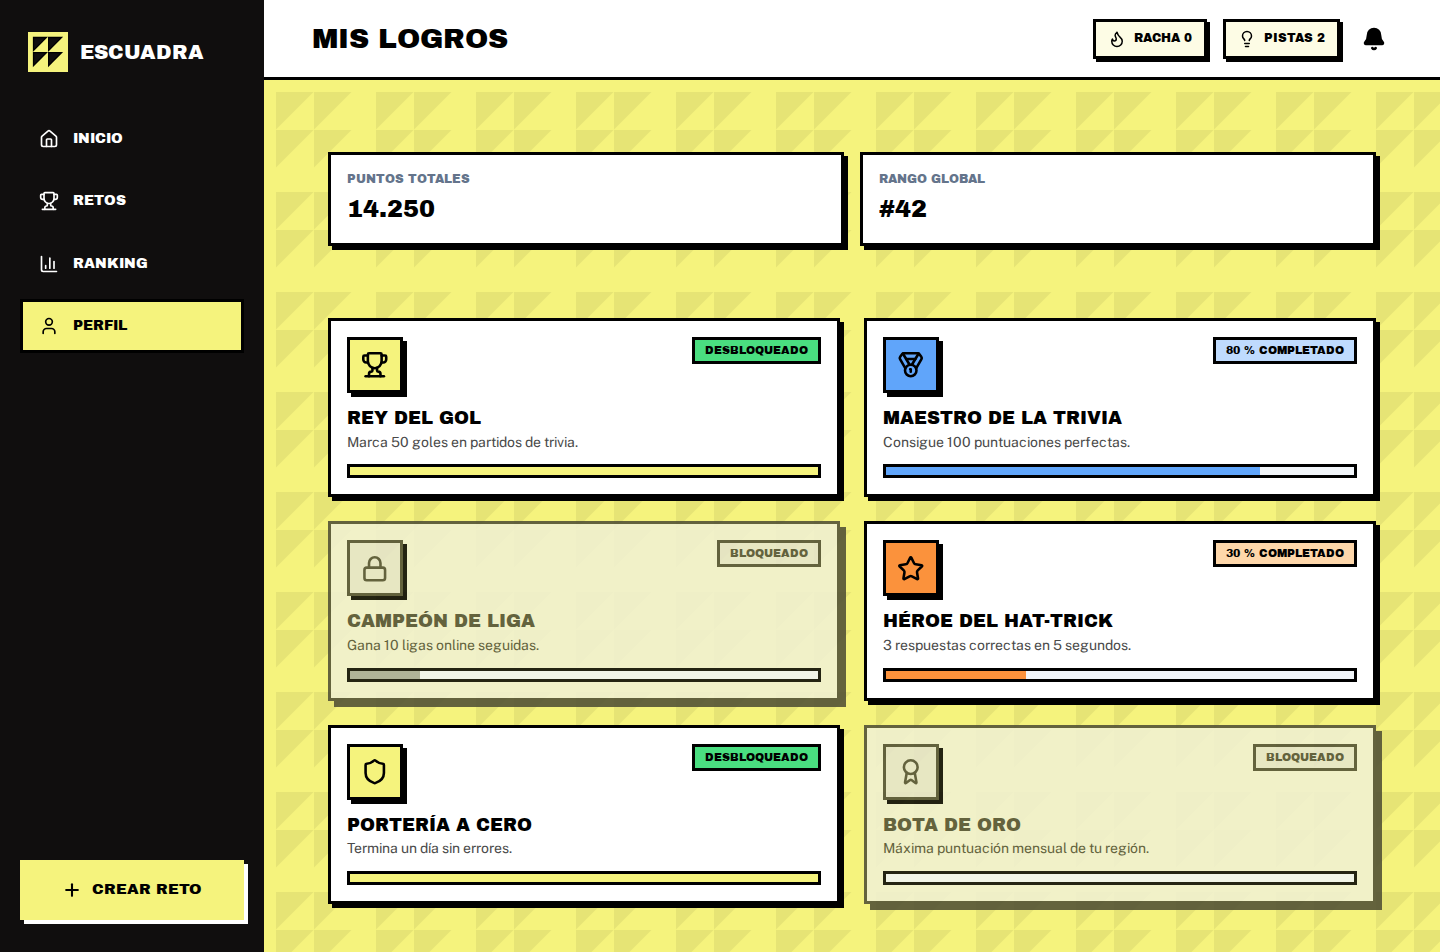 ESCUADRA
INICIO
RETOS
RANKING
PERFIL
CREAR RETO
MIS LOGROS
RACHA 0
PISTAS 2
PUNTOS TOTALES
14.250
RANGO GLOBAL
#42
DESBLOQUEADO
REY DEL GOL
Marca 50 goles en partidos de trivia.
80 % COMPLETADO
MAESTRO DE LA TRIVIA
Consigue 100 puntuaciones perfectas.
BLOQUEADO
CAMPEÓN DE LIGA
Gana 10 ligas online seguidas.
30 % COMPLETADO
HÉROE DEL HAT-TRICK
3 respuestas correctas en 5 segundos.
DESBLOQUEADO
PORTERÍA A CERO
Termina un día sin errores.
BLOQUEADO
BOTA DE ORO
Máxima puntuación mensual de tu región.